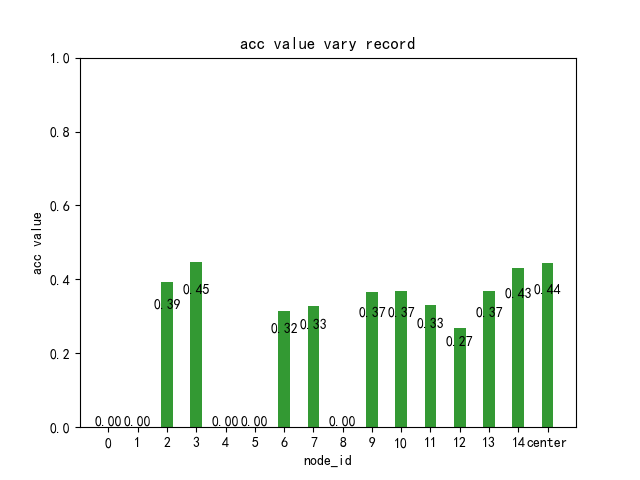 acc value vary record
1.0
0.8
0.6
0.4
0.2
0.0
acc value
0.00 0.00 0.39 0.45 0.00 0.00 0.32 0.33 0.00 0.37 0.37 0.33 0.27 0.37 0.43 0.44
0 1 2 3 4 5 6 7 8 9 10 11 12 13 14 center
node_id